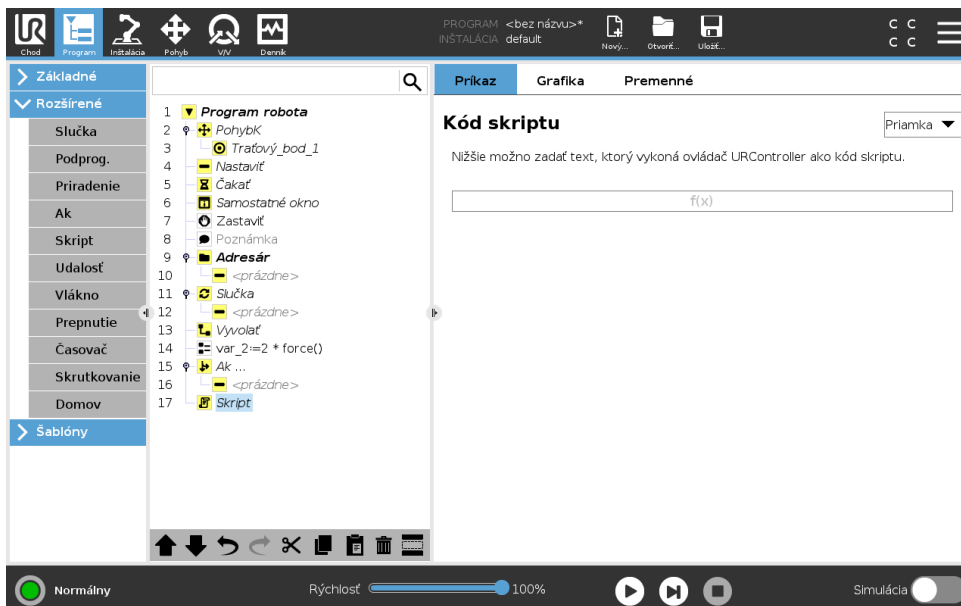 PROGRAM <bez názvu>*
INŠTALÁCIA default
Chod Program Inštalácia Pohyb V/V Denník Nový... Otvoriť... Uložiť...
C C
C C
Základné
Rozšírené
Slučka
Podprog.
Priradenie
Ak
Skript
Udalosť
Vlákno
Prepnutie
Časovač
Skrutkovanie
Domov
Šablóny
1 Program robota
2 PohybK
3 Traťový_bod_1
4 Nastaviť
5 Čakať
6 Samostatné okno
7 Zastaviť
8 Poznámka
9 Adresár
10 <prázdne>
11 Slučka
12 <prázdne>
13 Vyvolať
14 var_2:=2 * force()
15 Ak ...
16 <prázdne>
17 Skript
Príkaz Grafika Premenné
Kód skriptu
Priamka
Nižšie možno zadať text, ktorý vykoná ovládač URController ako kód skriptu.
f(x)
Normálny
Rýchlosť 100%
Simulácia